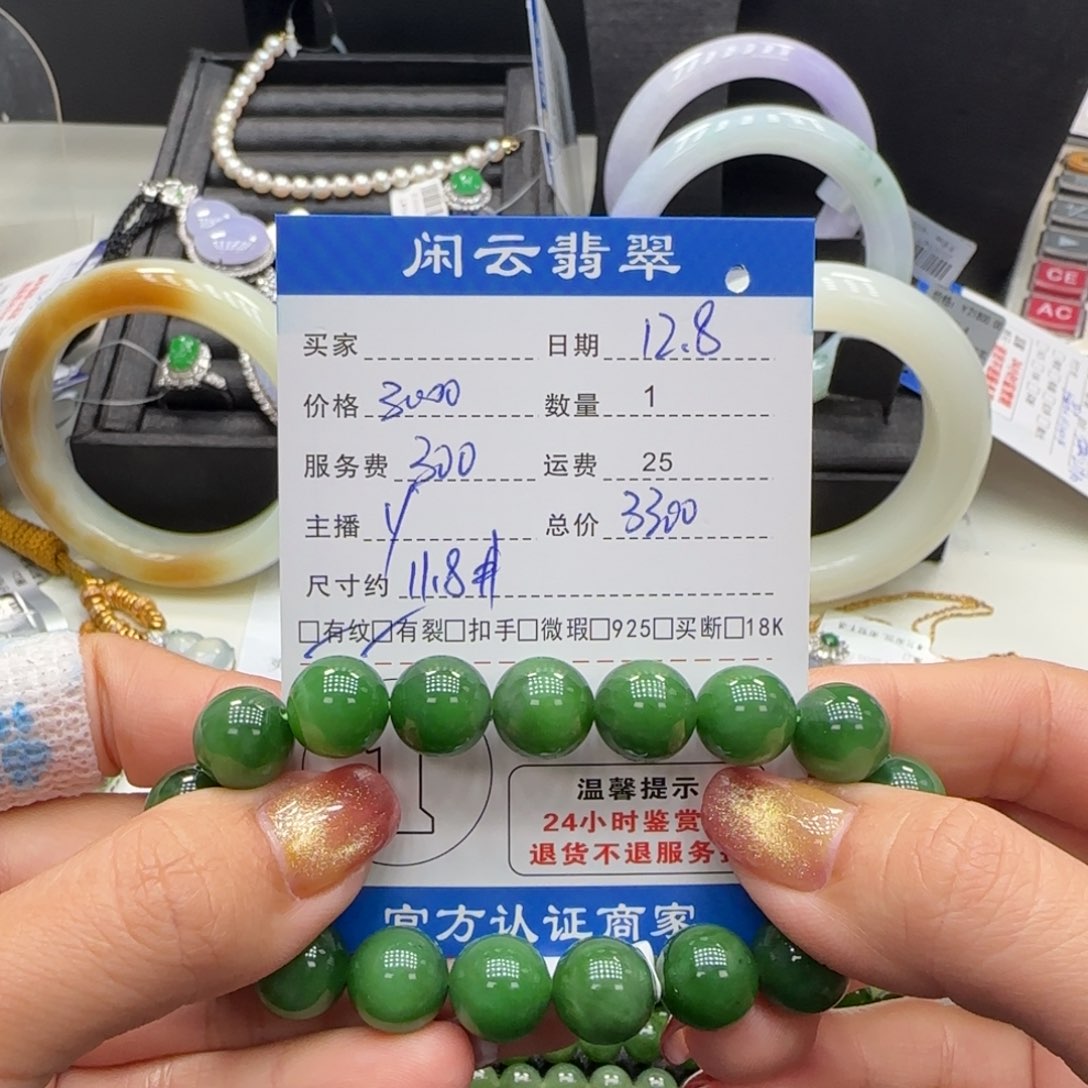 闲云翡翠
买家 日期 12.8
价格 3000 数量 1
服务费 300 运费 25
主播 Y 总价 3300
尺寸约 11.8#
□有纹□有裂□扣手□微瑕□925□买断□18K
温馨提示
24小时鉴赏
退货不退服务费
官方认证商家
CE
AC